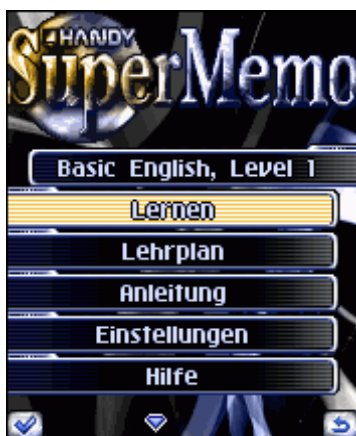 HANDY
SuperMemo
Basic English, Level 1
Lernen
Lehrplan
Anleitung
Einstellungen
Hilfe